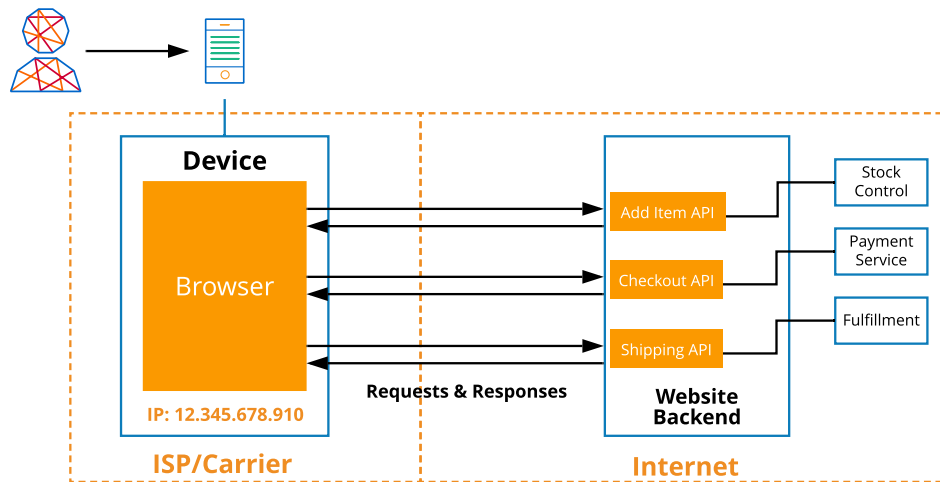 Device
Browser
IP: 12.345.678.910
ISP/Carrier
Requests & Responses
Add Item API
Checkout API
Shipping API
Website
Backend
Internet
Stock
Control
Payment
Service
Fulfillment